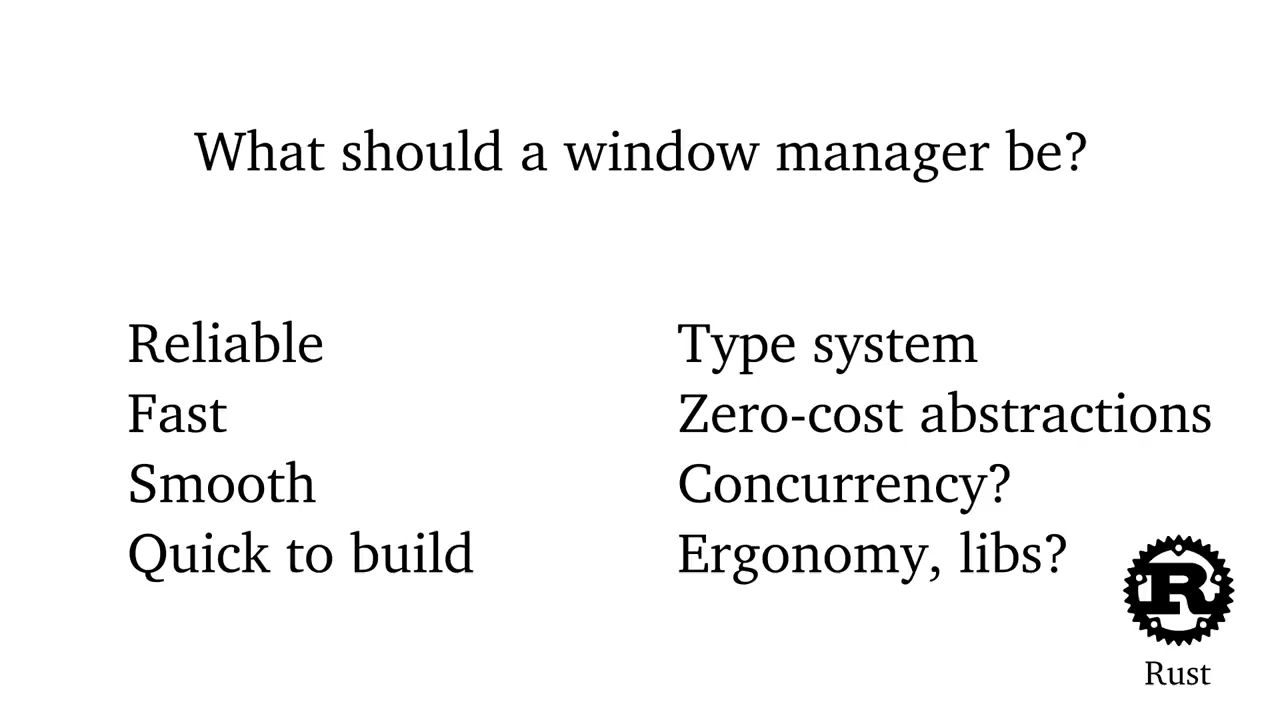 What should a window manager be?
Reliable
Fast
Smooth
Quick to build
Type system
Zero-cost abstractions
Concurrency?
Ergonomy, libs?
R
Rust